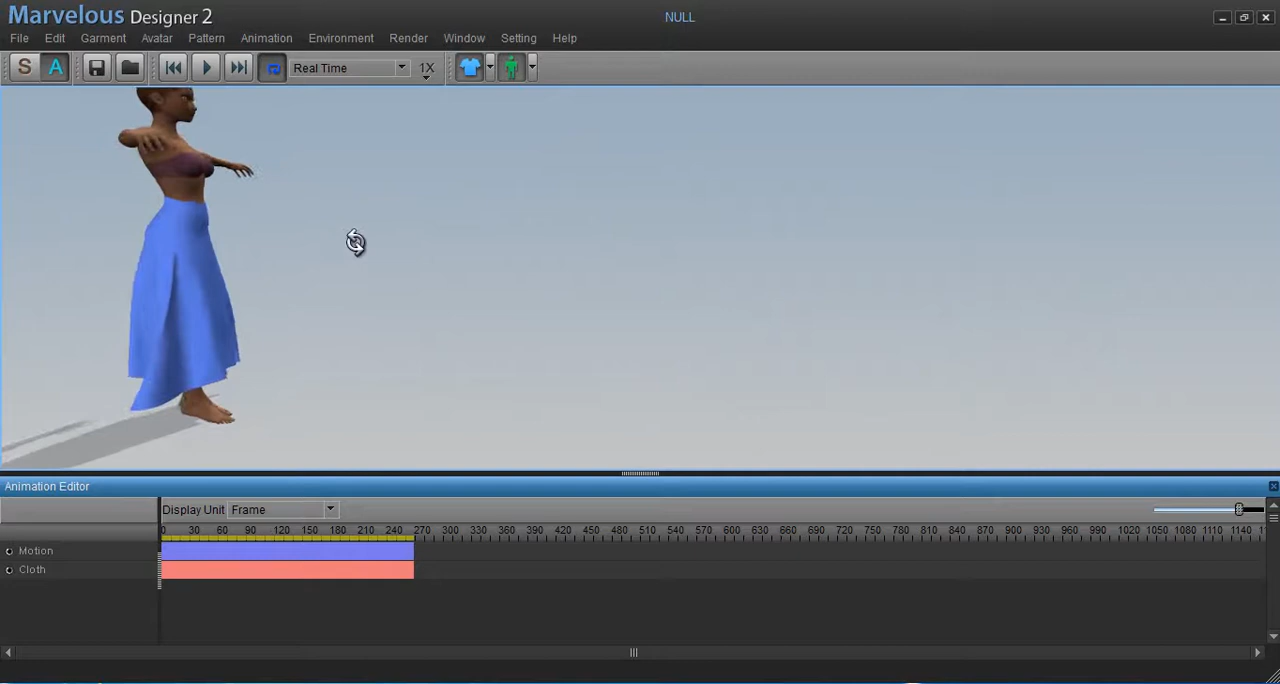 Marvelous Designer 2
NULL
File Edit Garment Avatar Pattern Animation Environment Render Window Setting Help
S A Real Time 1X
Animation Editor
Display Unit Frame
0 30 60 90 120 150 180 210 240 270 300 330 360 390 420 450 480 510 540 570 600 630 660 690 720 750 780 810 840 870 900 930 960 990 1020 1050 1080 1110 1140
Motion
Cloth